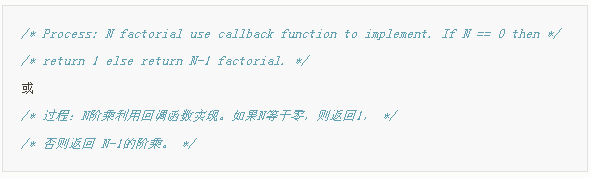 /* Process: N factorial use callback function to implement. If N == 0 then */
/* return 1 else return N-1 factorial. */
或
/* 过程：N阶乘利用回调函数实现。如果N等于零，则返回1， */
/* 否则返回 N-1的阶乘。 */